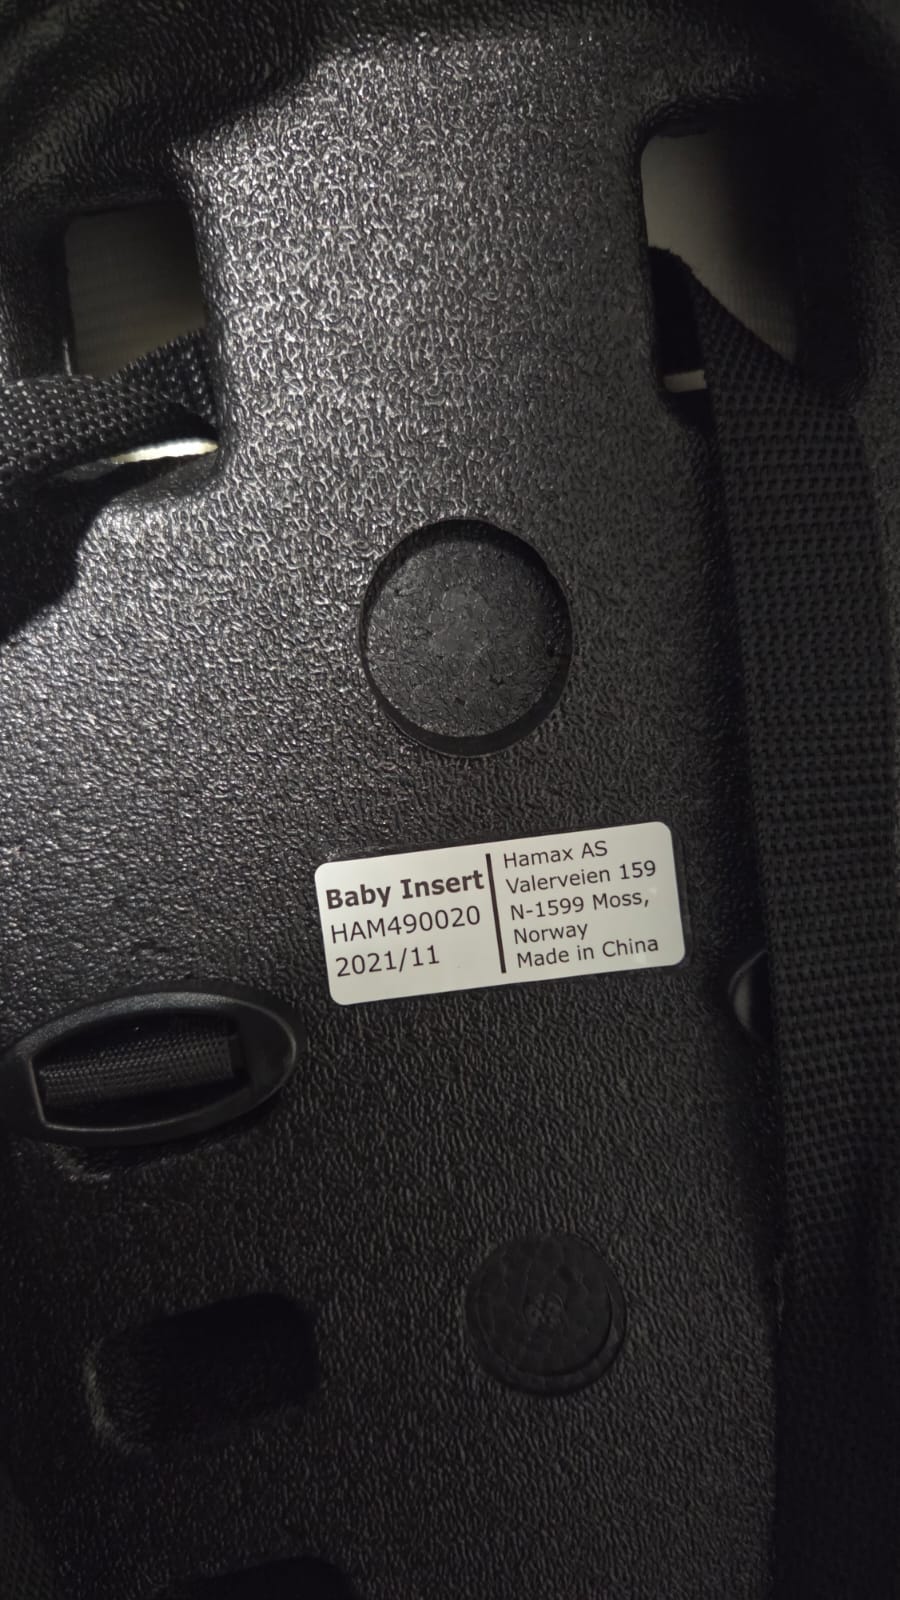 Baby Insert
HAM490020
2021/11
Hamax AS
Valerveien 159
N-1599 Moss,
Norway
Made in China